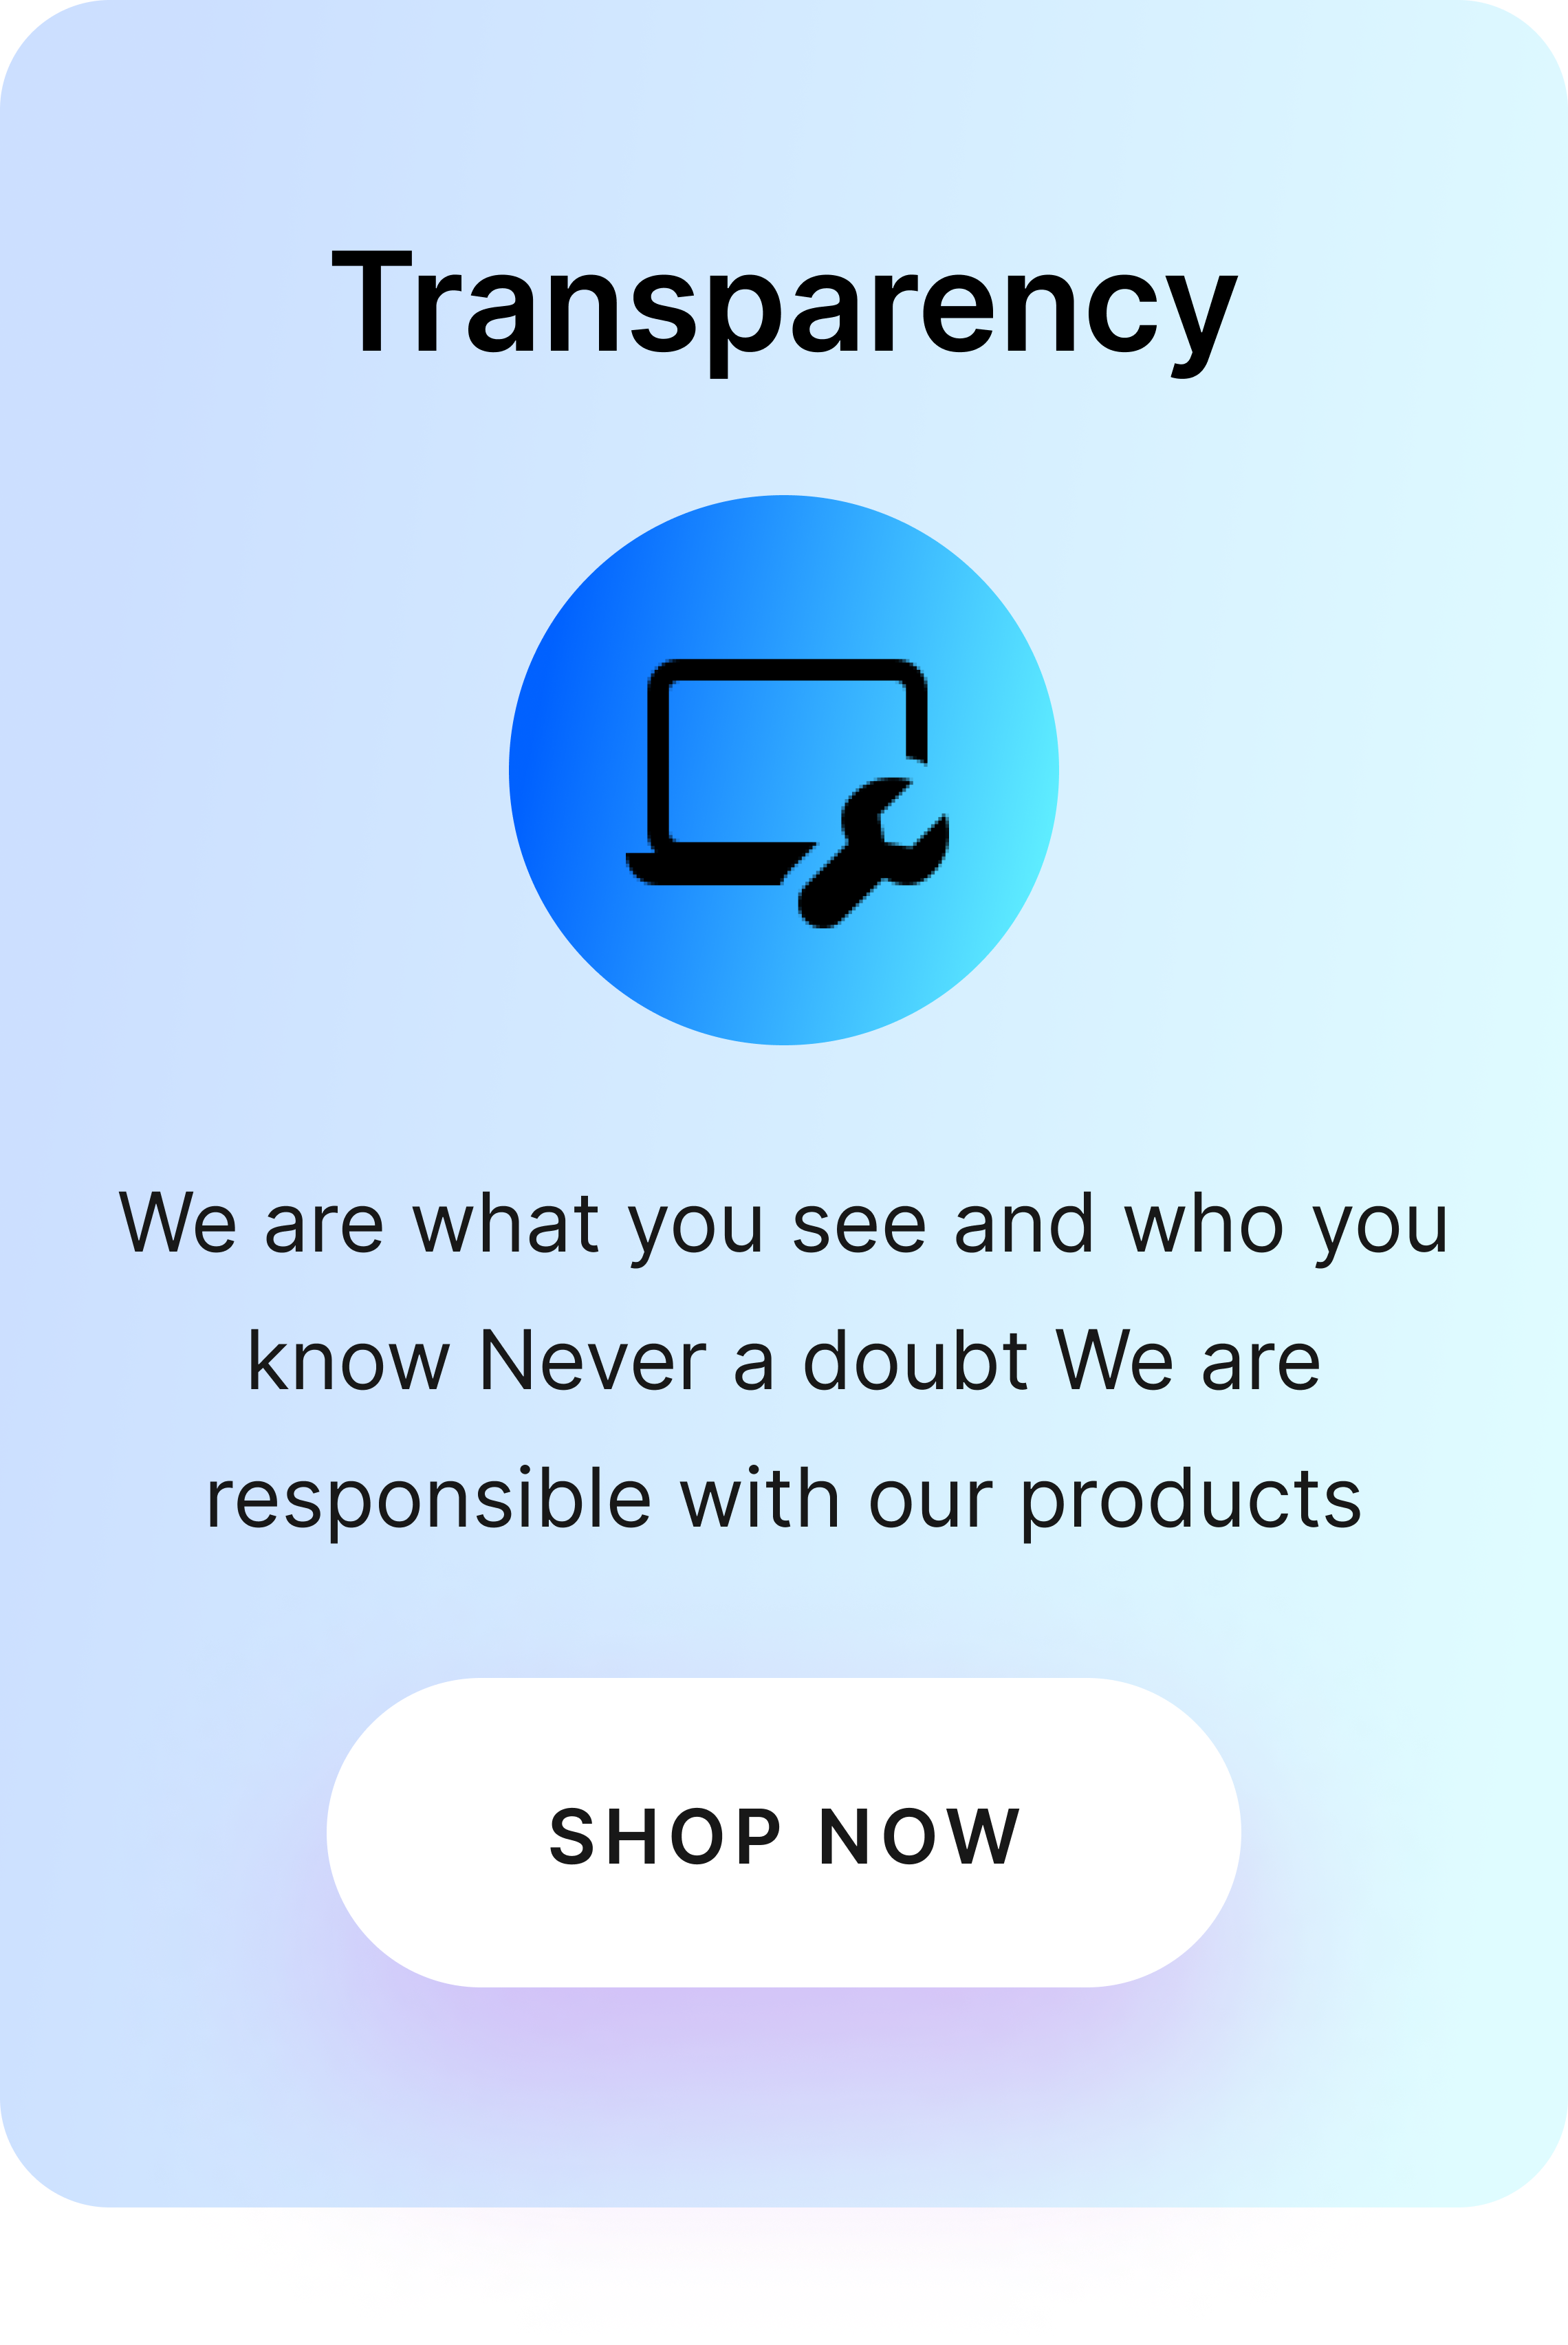 Transparency
We are what you see and who you
know Never a doubt We are
responsible with our products
SHOP NOW